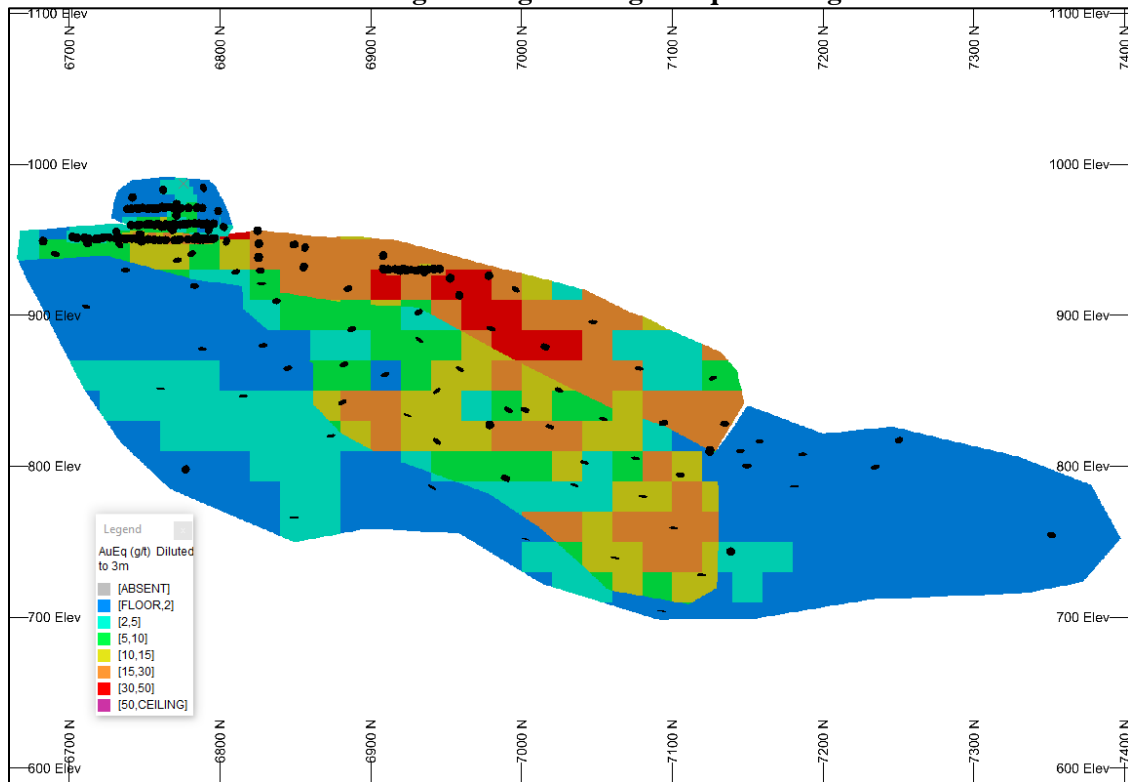 1100 Elev
1100 Elev
6700 N
6800 N
6900 N
7000 N
7100 N
7200 N
7300 N
7400 N
1000 Elev
1000 Elev
900 Elev
900 Elev
800 Elev
800 Elev
Legend
AuEq (g/t) Diluted
to 3m
[ABSENT]
[FLOOR,2]
[2,5]
[5,10]
[10,15]
[15,30]
[30,50]
[50,CEILING]
700 Elev
700 Elev
6700 N
6800 N
6900 N
7000 N
7100 N
7200 N
7300 N
7400 N
600 Elev
600 Elev